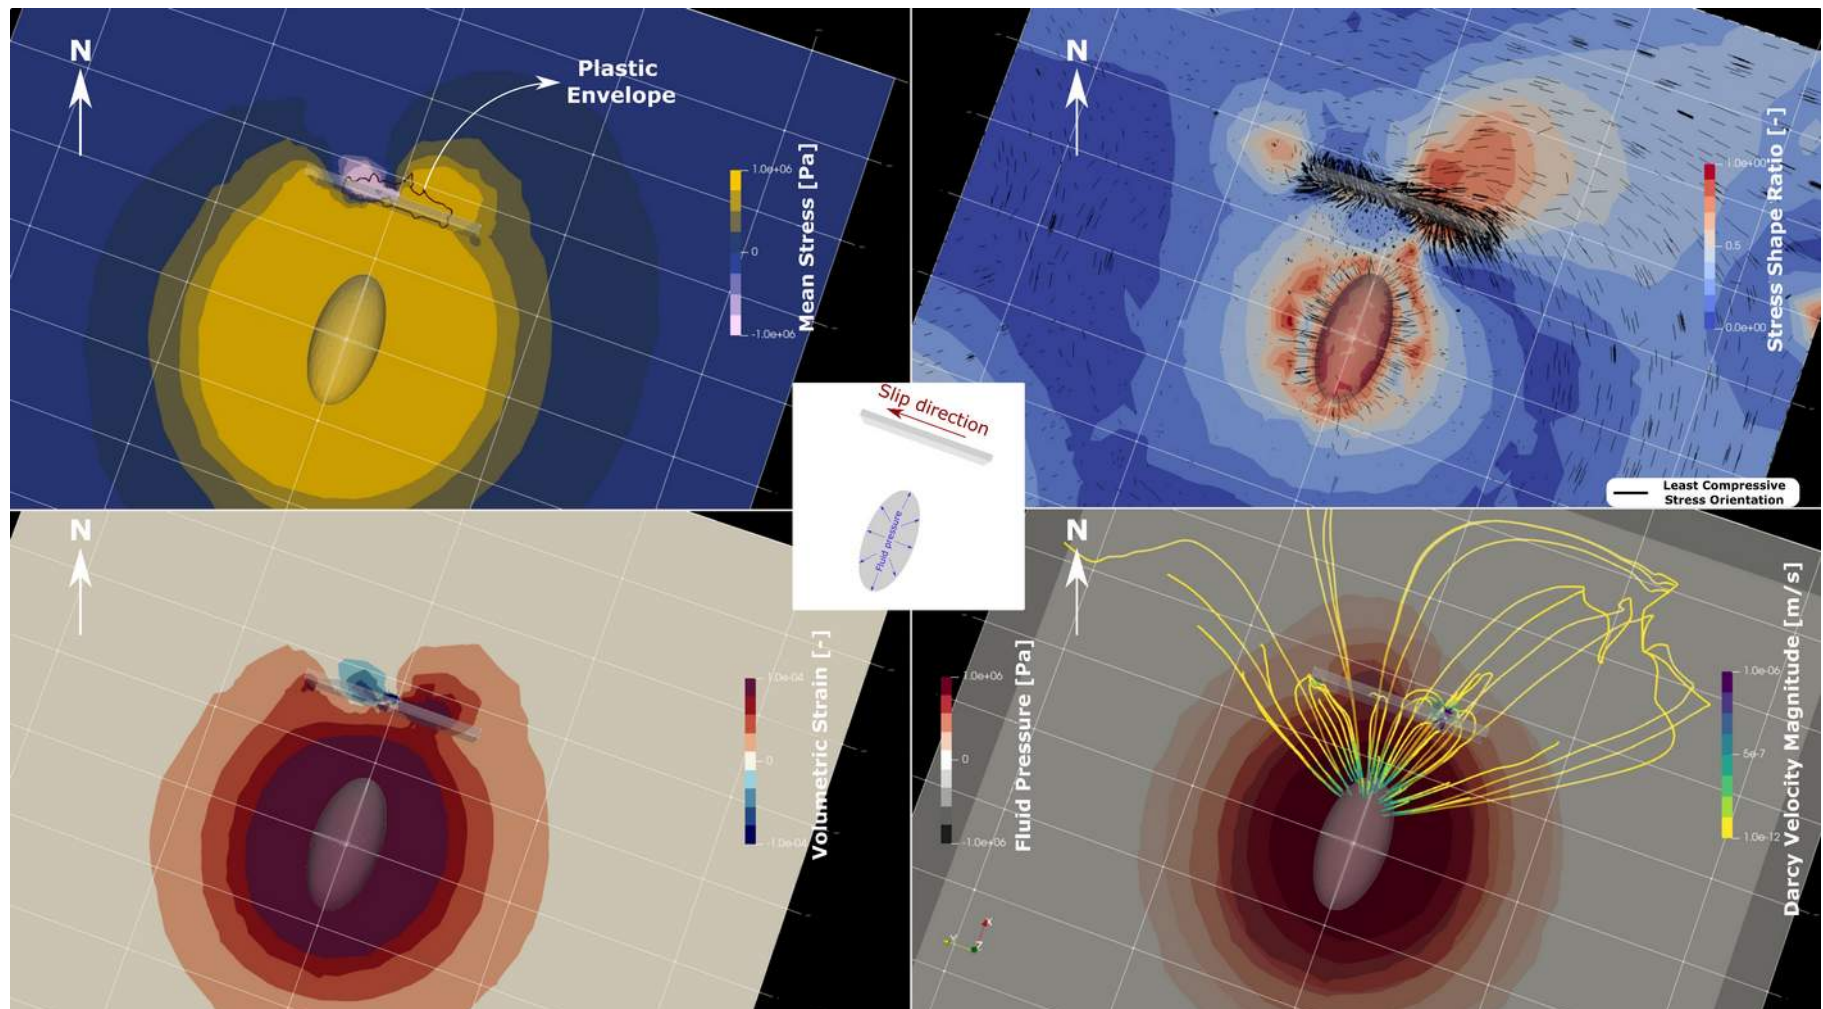 N
Plastic
Envelope
1.0e+06
0
-1.0e+06
Mean Stress [Pa]
N
1.0e+00
0.5
0.0e+00
Stress Shape Ratio [-]
Least Compressive
Stress Orientation
Slip direction
Fluid pressure
N
1.0e-04
0
-1.0e-04
Volumetric Strain [-]
N
1.0e+06
0
-1.0e+06
Fluid Pressure [Pa]
1.0e-06
5e-7
1.0e-12
Darcy Velocity Magnitude [m/s]
X
Y
Z